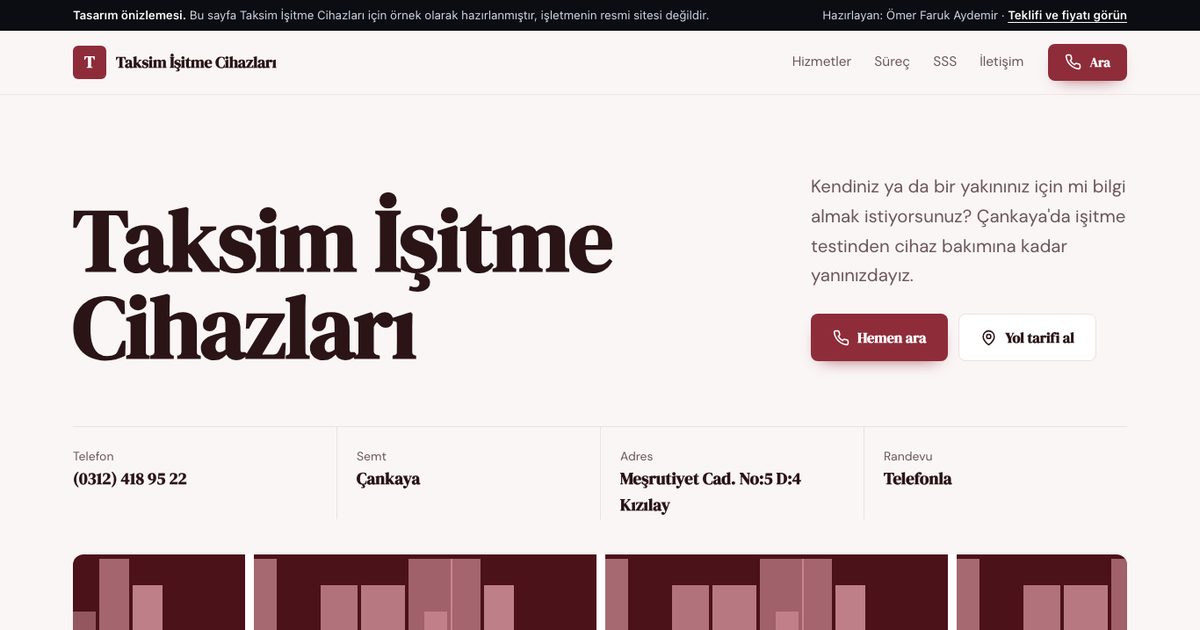 Tasarım önizlemesi. Bu sayfa Taksim İşitme Cihazları için örnek olarak hazırlanmıştır, işletmenin resmi sitesi değildir.
Hazırlayan: Ömer Faruk Aydemir · Teklifi ve fiyatı görün
T
Taksim İşitme Cihazları
Hizmetler
Süreç
SSS
İletişim
Ara
Taksim İşitme
Cihazları
Kendiniz ya da bir yakınınız için mi bilgi
almak istiyorsunuz? Çankaya'da işitme
testinden cihaz bakımına kadar
yanınızdayız.
Hemen ara
Yol tarifi al
Telefon
(0312) 418 95 22
Semt
Çankaya
Adres
Meşrutiyet Cad. No:5 D:4
Kızılay
Randevu
Telefonla